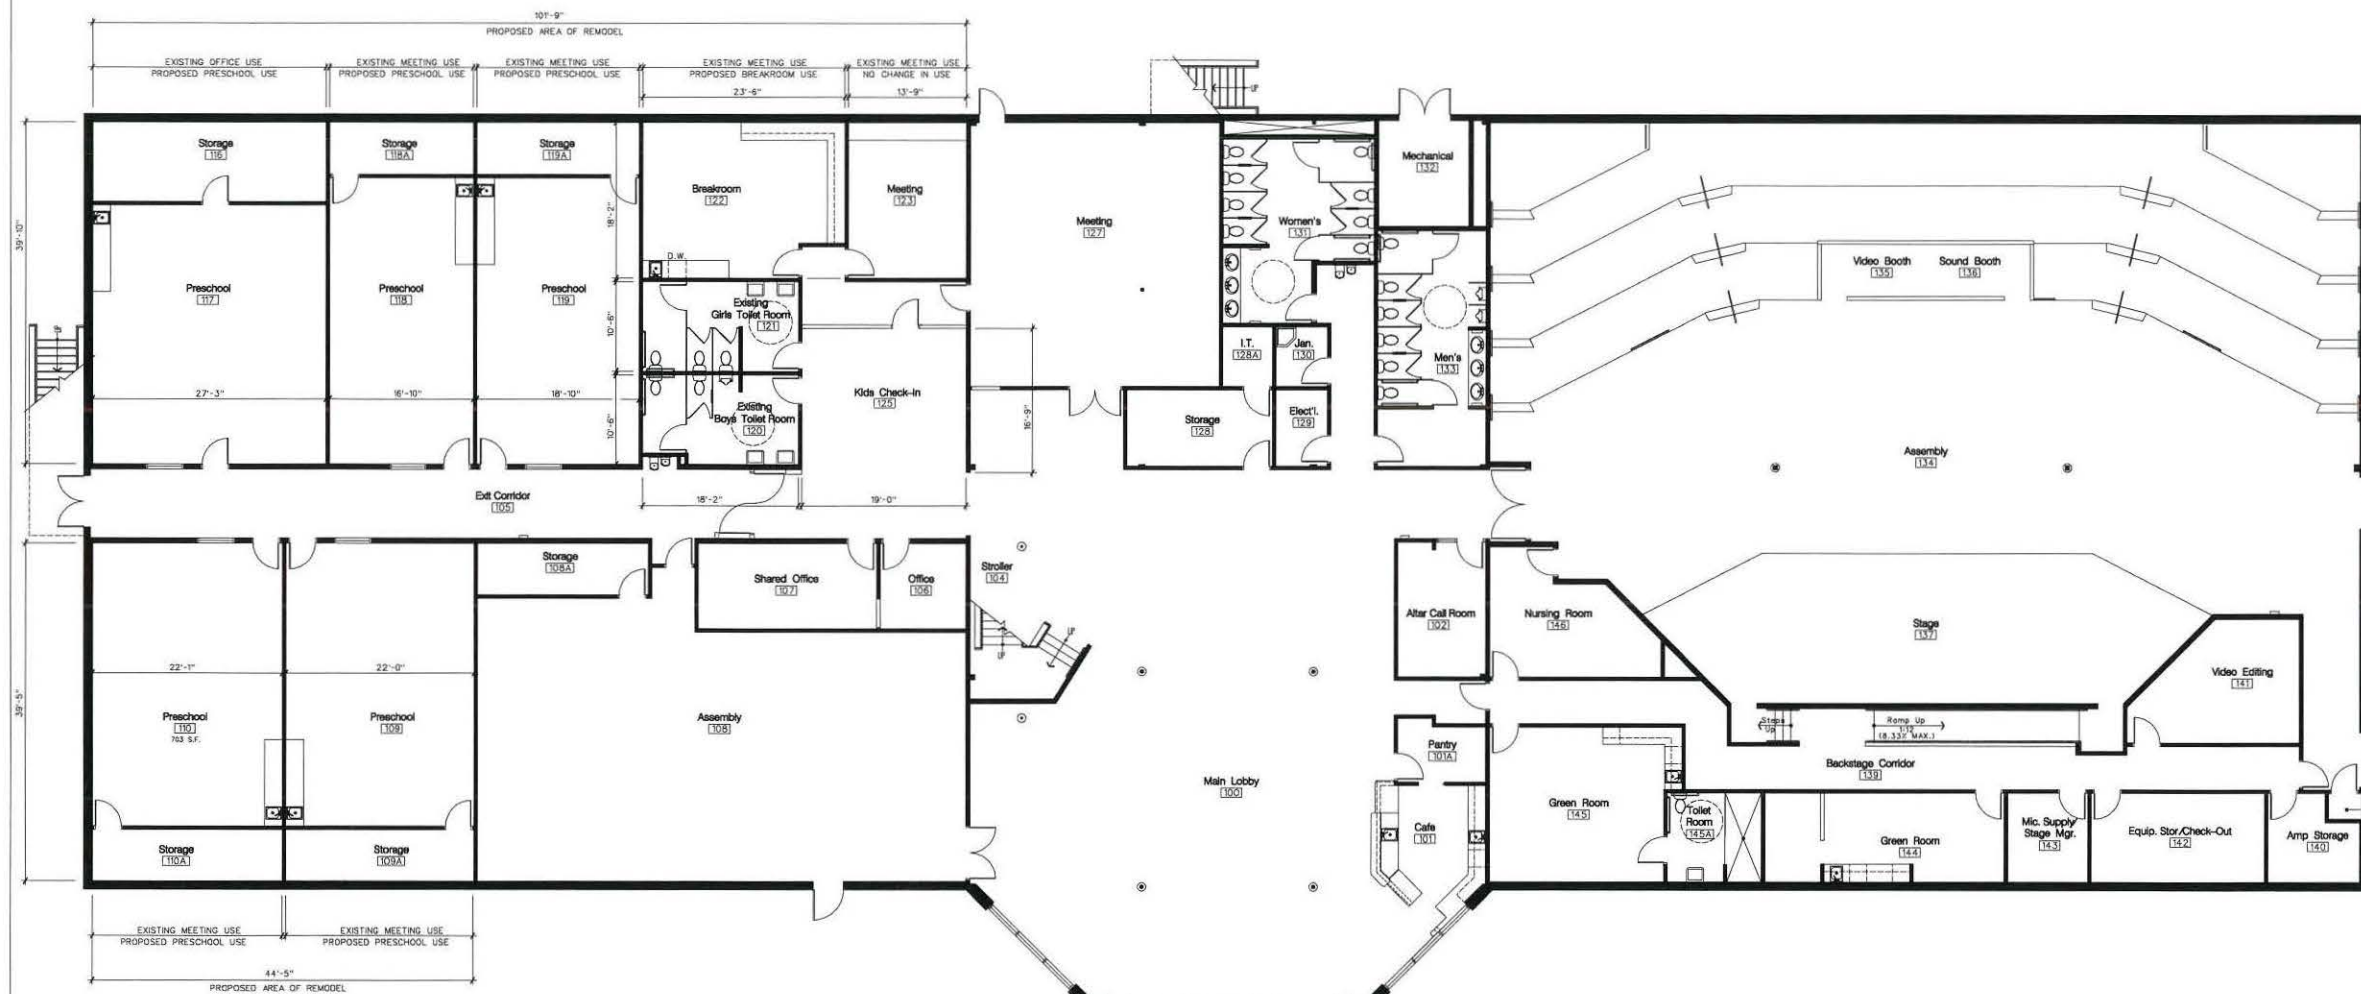 101'-9"
PROPOSED AREA OF REMODEL
EXISTING OFFICE USE
PROPOSED PRESCHOOL USE
EXISTING MEETING USE
PROPOSED PRESCHOOL USE
EXISTING MEETING USE
PROPOSED PRESCHOOL USE
EXISTING MEETING USE
PROPOSED BREAKROOM USE
EXISTING MEETING USE
NO CHANGE IN USE
23'-6"
13'-9"
UP
39'-10"
Storage
116
Storage
118A
Storage
119A
Breakroom
122
Meeting
123
18'-2"
Meeting
127
Women's
131
Mechanical
132
D.W.
Preschool
117
Preschool
118
Preschool
119
Existing
Girls Toilet Room
121
10'-6"
UP
27'-3"
16'-10"
18'-10"
Existing
Boys Toilet Room
120
10'-6"
Kids Check-In
125
16'-9"
I.T.
128A
Jan.
130
Storage
128
Elect'l.
129
Men's
133
Video Booth
135
Sound Booth
136
Assembly
134
Exit Corridor
105
18'-2"
19'-0"
39'-5"
Storage
108A
Shared Office
107
Office
106
Stroller
104
UP
UP
Altar Call Room
102
Nursing Room
146
Stage
137
Video Editing
141
22'-1"
22'-0"
Preschool
110
703 S.F.
Preschool
109
Assembly
108
Main Lobby
100
Pantry
101A
Cafe
101
Steps
Up
Ramp Up
1:12
(8.33% MAX.)
Backstage Corridor
139
Green Room
145
Toilet
Room
145A
Green Room
144
Mic. Supply
Stage Mgr.
143
Equip. Stor/Check-Out
142
Amp Storage
140
Storage
110A
Storage
109A
EXISTING MEETING USE
PROPOSED PRESCHOOL USE
EXISTING MEETING USE
PROPOSED PRESCHOOL USE
44'-5"
PROPOSED AREA OF REMODEL